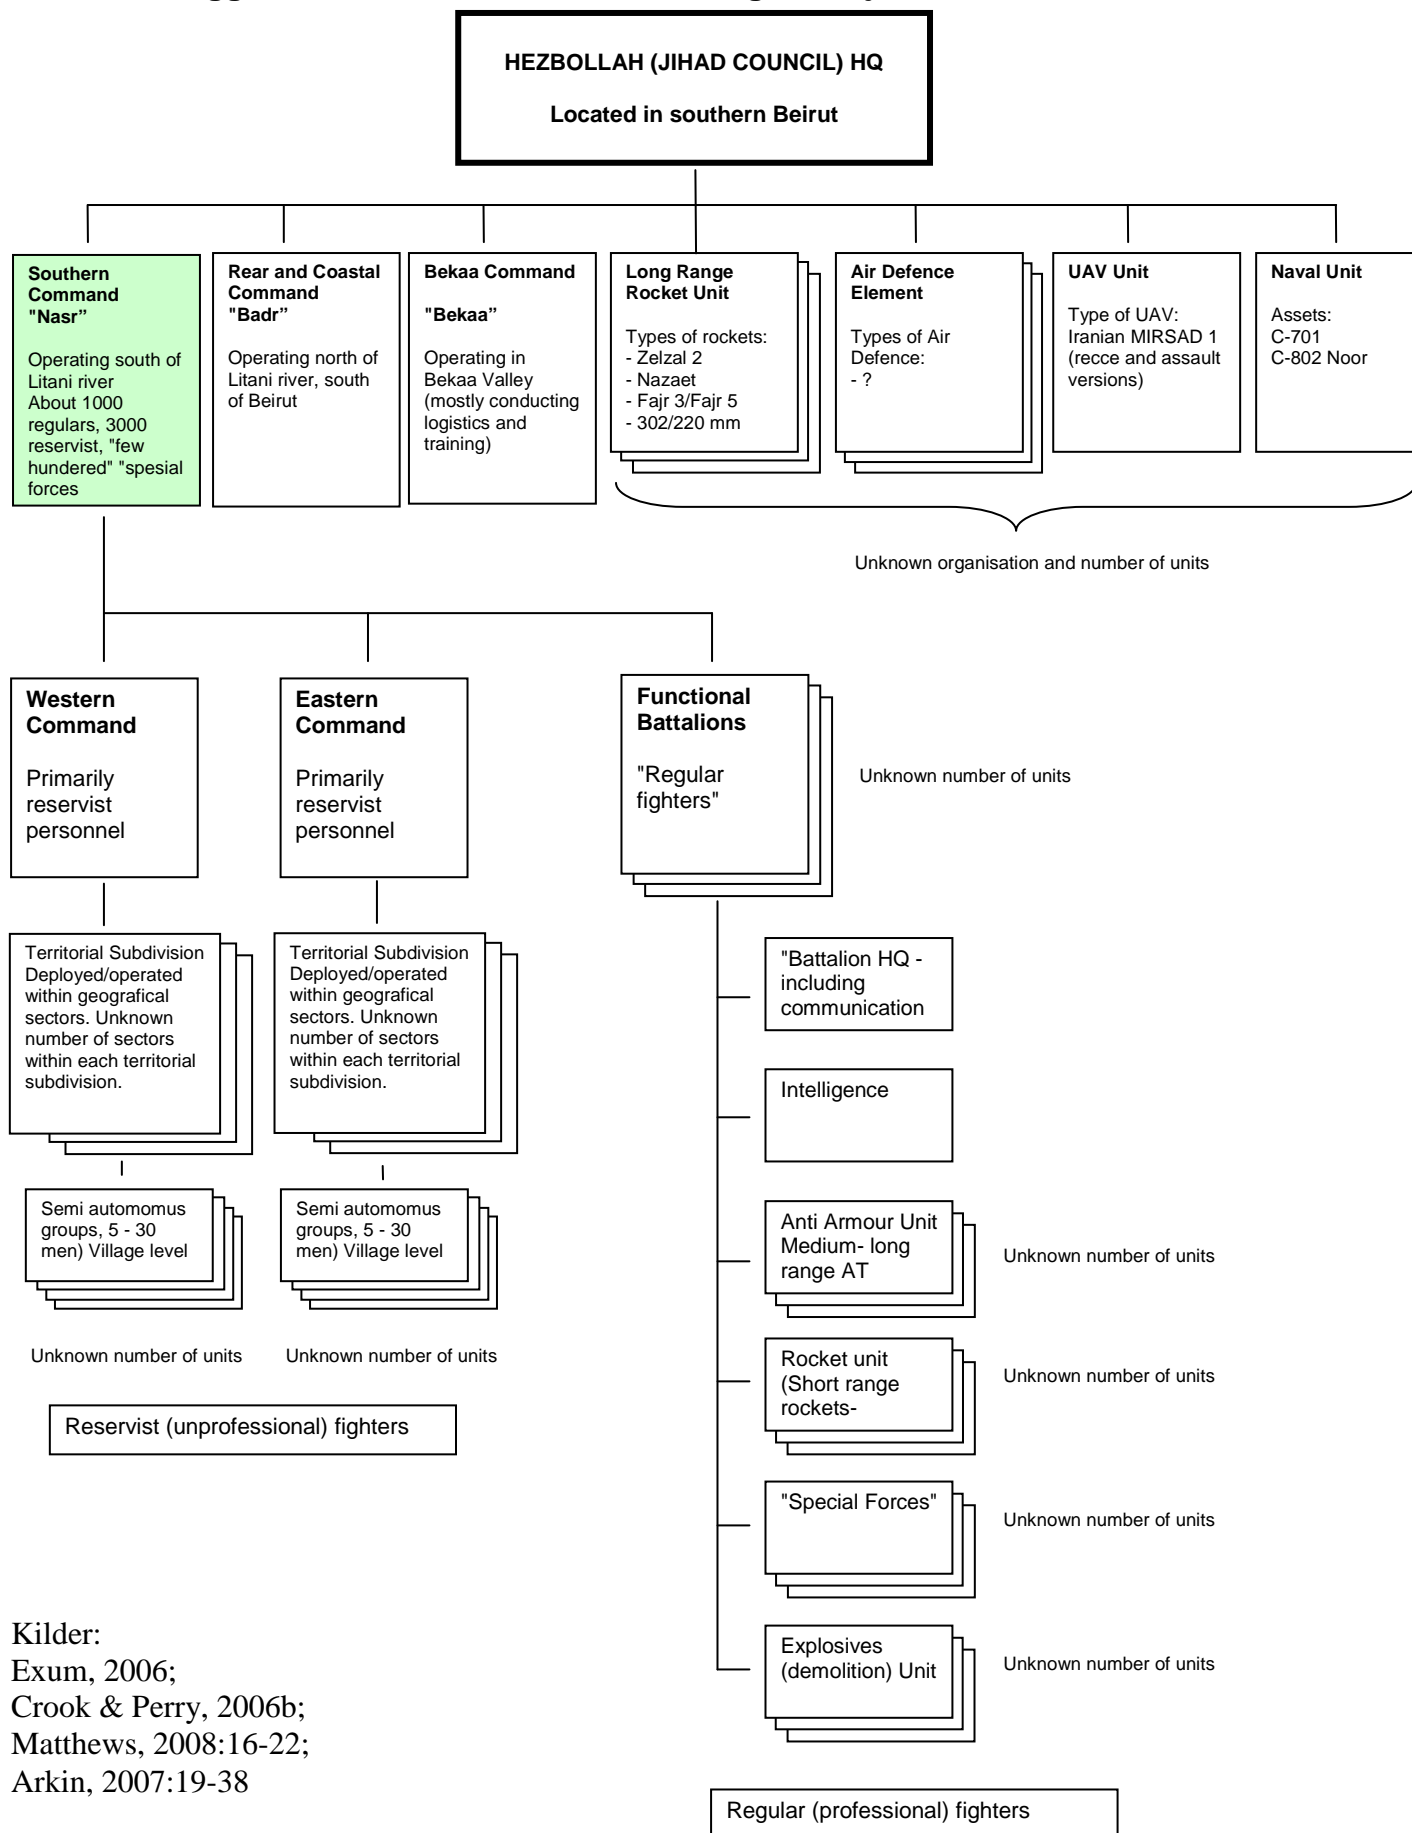 HEZBOLLAH (JIHAD COUNCIL) HQ
Located in southern Beirut
Southern
Command
"Nasr”
Operating south of
Litani river
About 1000
regulars, 3000
reservist, "few
hundered" "spesial
forces
Rear and Coastal
Command
"Badr”
Operating north of
Litani river, south
of Beirut
Bekaa Command
"Bekaa”
Operating in
Bekaa Valley
(mostly conducting
logistics and
training)
Long Range
Rocket Unit
Types of rockets:
- Zelzal 2
- Nazaet
- Fajr 3/Fajr 5
- 302/220 mm
Air Defence
Element
Types of Air
Defence:
- ?
UAV Unit
Type of UAV:
Iranian MIRSAD 1
(recce and assault
versions)
Naval Unit
Assets:
C-701
C-802 Noor
Unknown organisation and number of units
Western
Command
Primarily
reservist
personnel
Eastern
Command
Primarily
reservist
personnel
Functional
Battalions
"Regular
fighters"
Unknown number of units
Territorial Subdivision
Deployed/operated
within geografical
sectors. Unknown
number of sectors
within each territorial
subdivision.
Territorial Subdivision
Deployed/operated
within geografical
sectors. Unknown
number of sectors
within each territorial
subdivision.
Semi automomus
groups, 5 - 30
men) Village level
Semi automomus
groups, 5 - 30
men) Village level
Unknown number of units
Unknown number of units
Reservist (unprofessional) fighters
"Battalion HQ -
including
communication
Intelligence
Anti Armour Unit
Medium- long
range AT
Unknown number of units
Rocket unit
(Short range
rockets-
Unknown number of units
"Special Forces"
Unknown number of units
Explosives
(demolition) Unit
Unknown number of units
Kilder:
Exum, 2006;
Crook & Perry, 2006b;
Matthews, 2008:16-22;
Arkin, 2007:19-38
Regular (professional) fighters